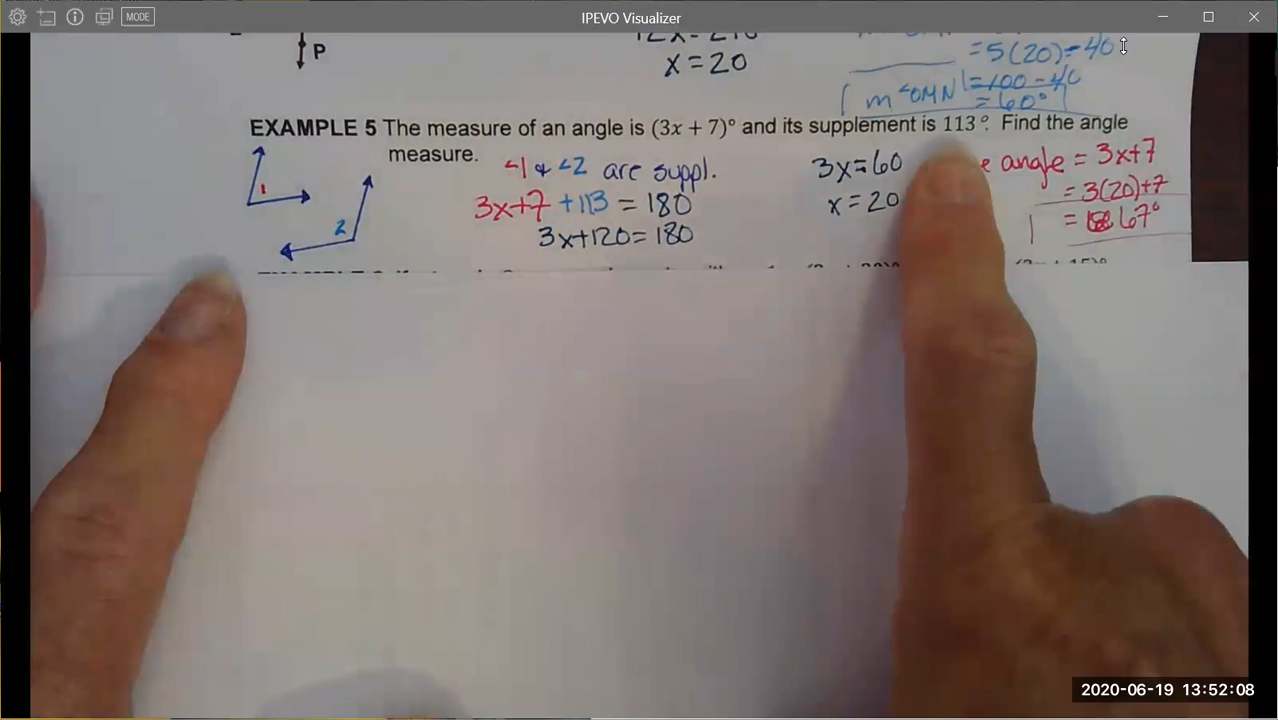 MODE
IPEVO Visualizer
P
x = 20
= 5(20) - 40
= 100 - 40
m∠OMN = 60°
EXAMPLE 5 The measure of an angle is (3x + 7)° and its supplement is 113°. Find the angle
measure.
∠1 & ∠2 are suppl.
3x+7 + 113 = 180
3x+120 = 180
3x = 60
x = 20
angle = 3x+7
= 3(20)+7
= 67°
1
2
2020-06-19 13:52:08